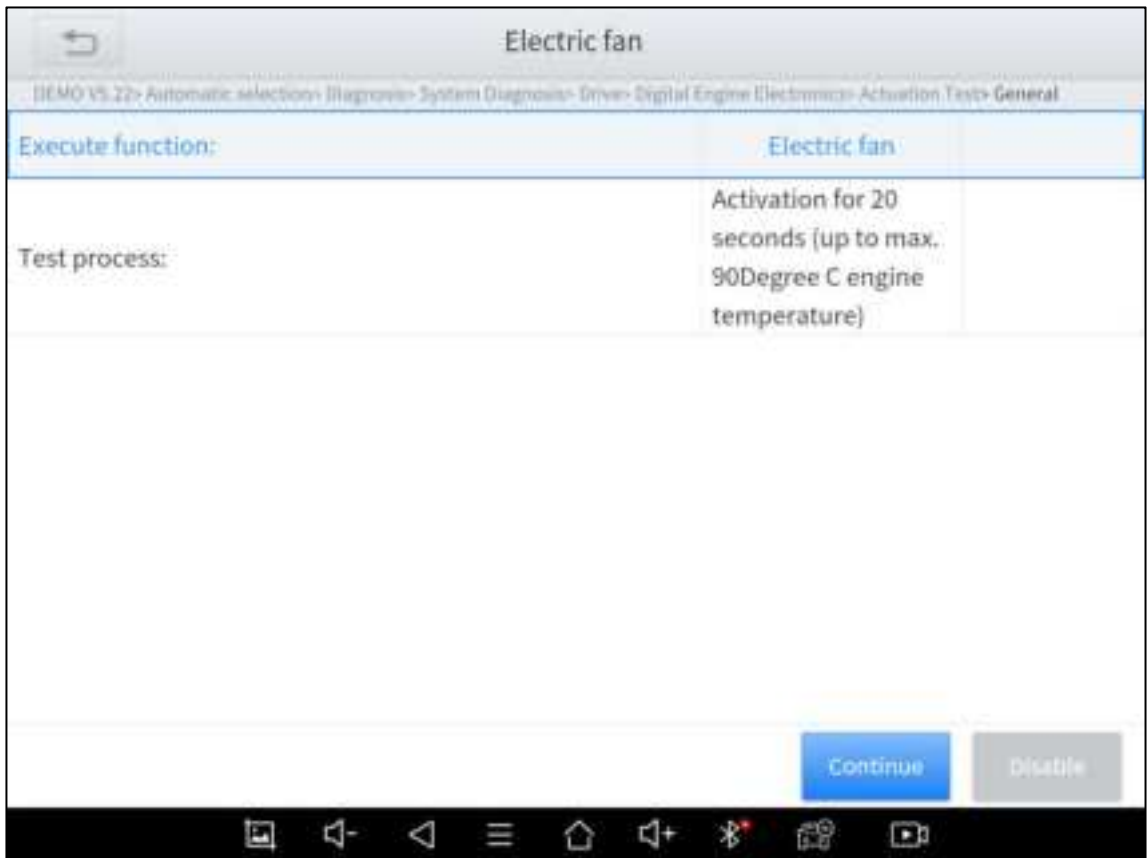 Electric fan
DEMO V5.22> Automatic selection> Diagnosis> System Diagnosis> Drive> Digital Engine Electronics> Actuation Test> General
Execute function: Electric fan
Test process: Activation for 20
seconds (up to max.
90Degree C engine
temperature)
Continue Disable